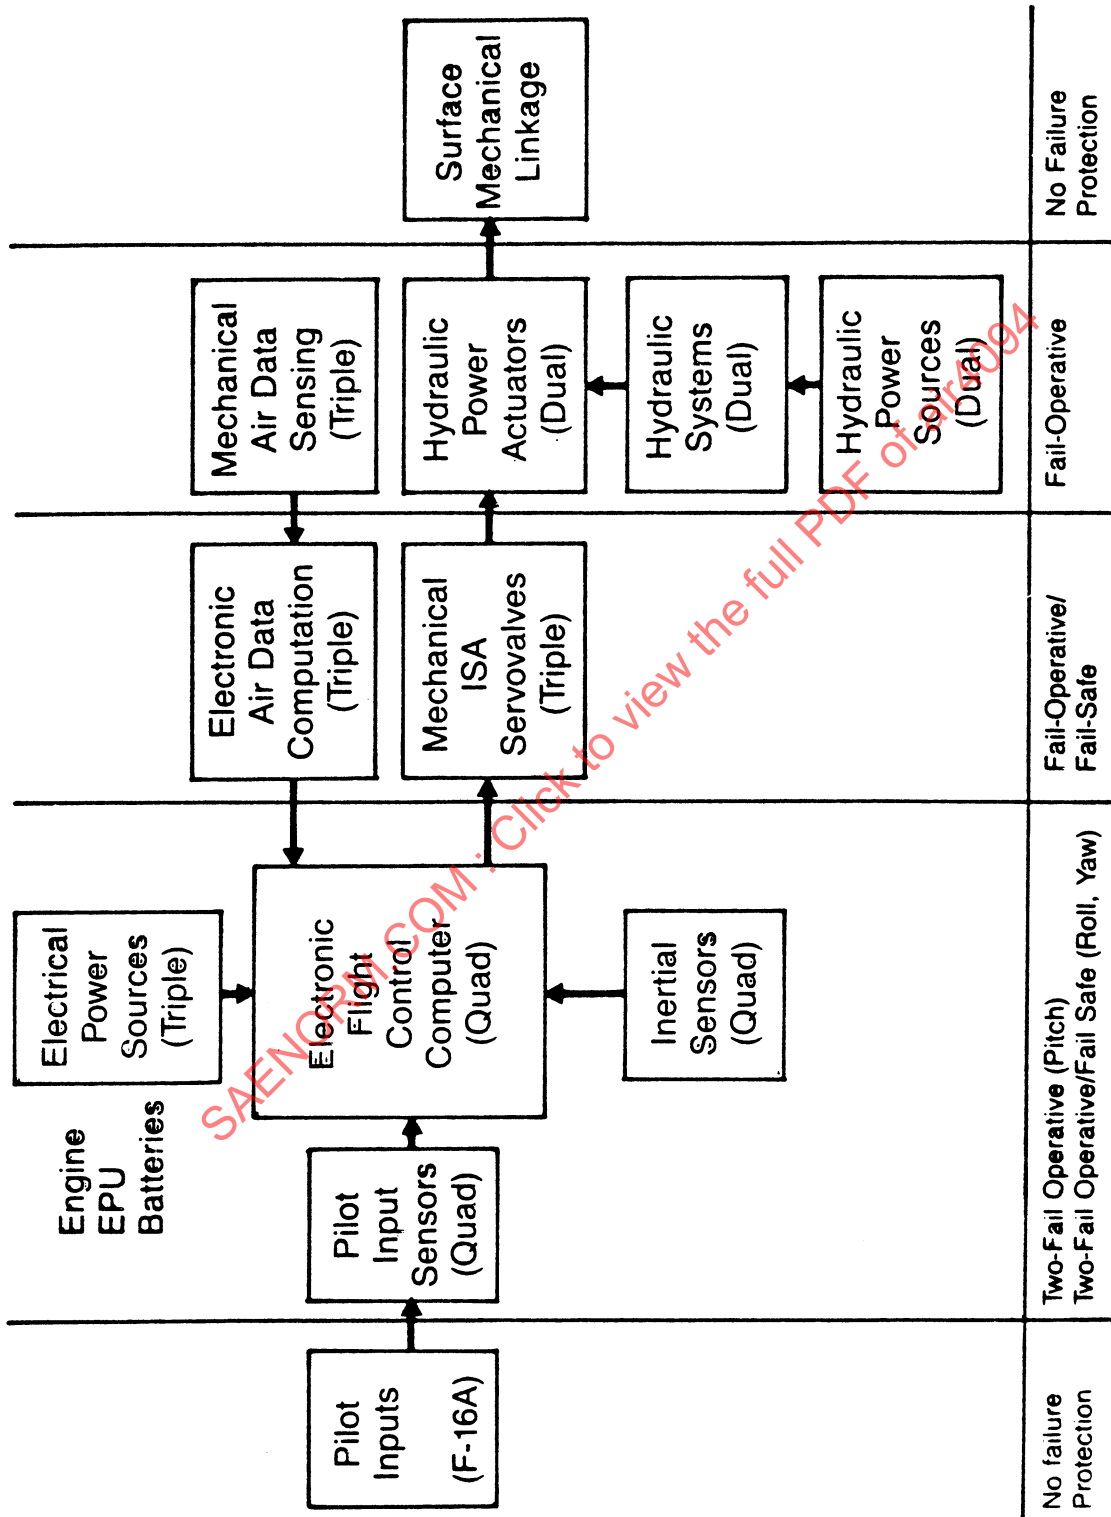 Engine
EPU
Batteries
Electrical
Power
Sources
(Triple)
Pilot
Inputs
(F-16A)
Pilot
Input
Sensors
(Quad)
Electronic
Flight
Control
Computer
(Quad)
Inertial
Sensors
(Quad)
Electronic
Air Data
Computation
(Triple)
Mechanical
ISA
Servovalves
(Triple)
Mechanical
Air Data
Sensing
(Triple)
Hydraulic
Power
Actuators
(Dual)
Hydraulic
Systems
(Dual)
Hydraulic
Power
Sources
(Dual)
Surface
Mechanical
Linkage
No failure
Protection
Two-Fail Operative (Pitch)
Two-Fail Operative/Fail Safe (Roll, Yaw)
Fail-Operative/
Fail-Safe
Fail-Operative
No Failure
Protection
SAENORM.COM : Click to view the full PDF of air4094